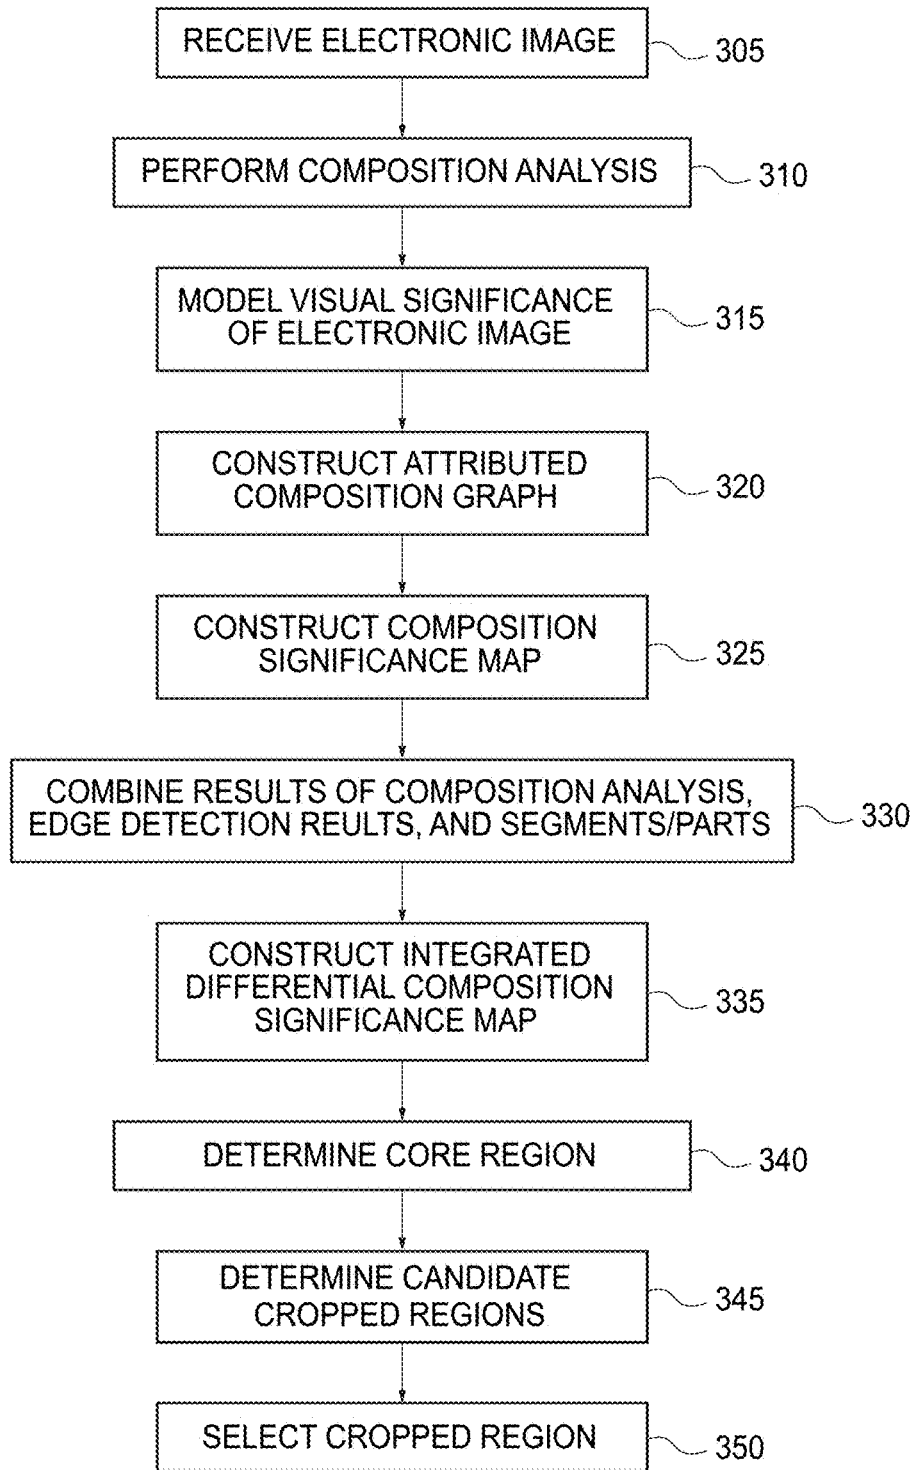 RECEIVE ELECTRONIC IMAGE
305
PERFORM COMPOSITION ANALYSIS
310
MODEL VISUAL SIGNIFICANCE
OF ELECTRONIC IMAGE
315
CONSTRUCT ATTRIBUTED
COMPOSITION GRAPH
320
CONSTRUCT COMPOSITION
SIGNIFICANCE MAP
325
COMBINE RESULTS OF COMPOSITION ANALYSIS,
EDGE DETECTION REULTS, AND SEGMENTS/PARTS
330
CONSTRUCT INTEGRATED
DIFFERENTIAL COMPOSITION
SIGNIFICANCE MAP
335
DETERMINE CORE REGION
340
DETERMINE CANDIDATE
CROPPED REGIONS
345
SELECT CROPPED REGION
350